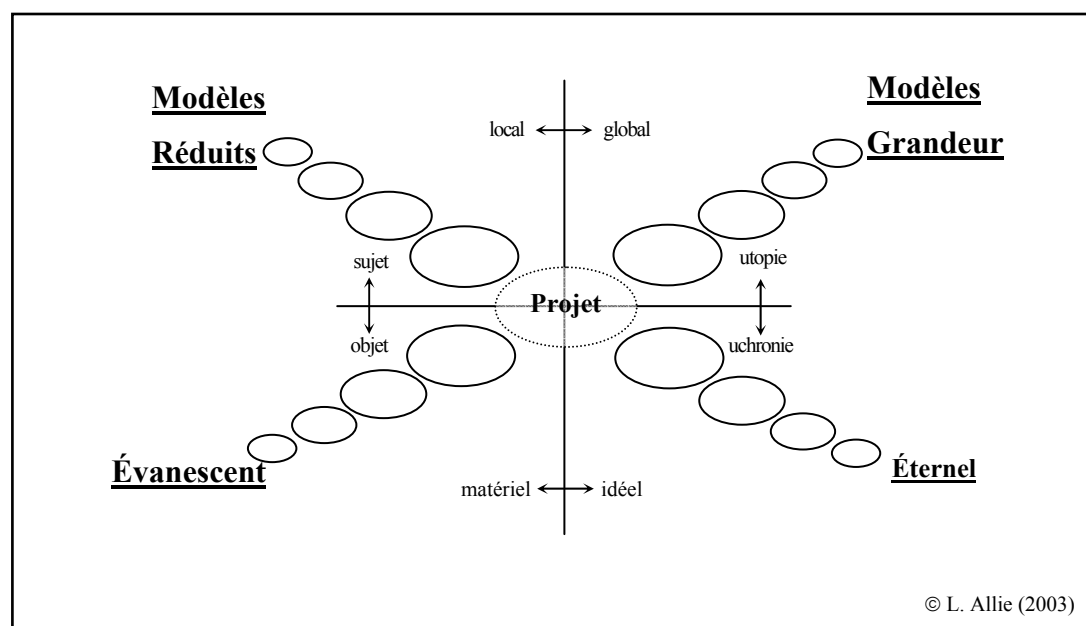 Modèles
Réduits
Modèles
Grandeur
local global
sujet
objet
Projet
utopie
uchronie
Évanescent
Éternel
matériel idéel
© L. Allie (2003)